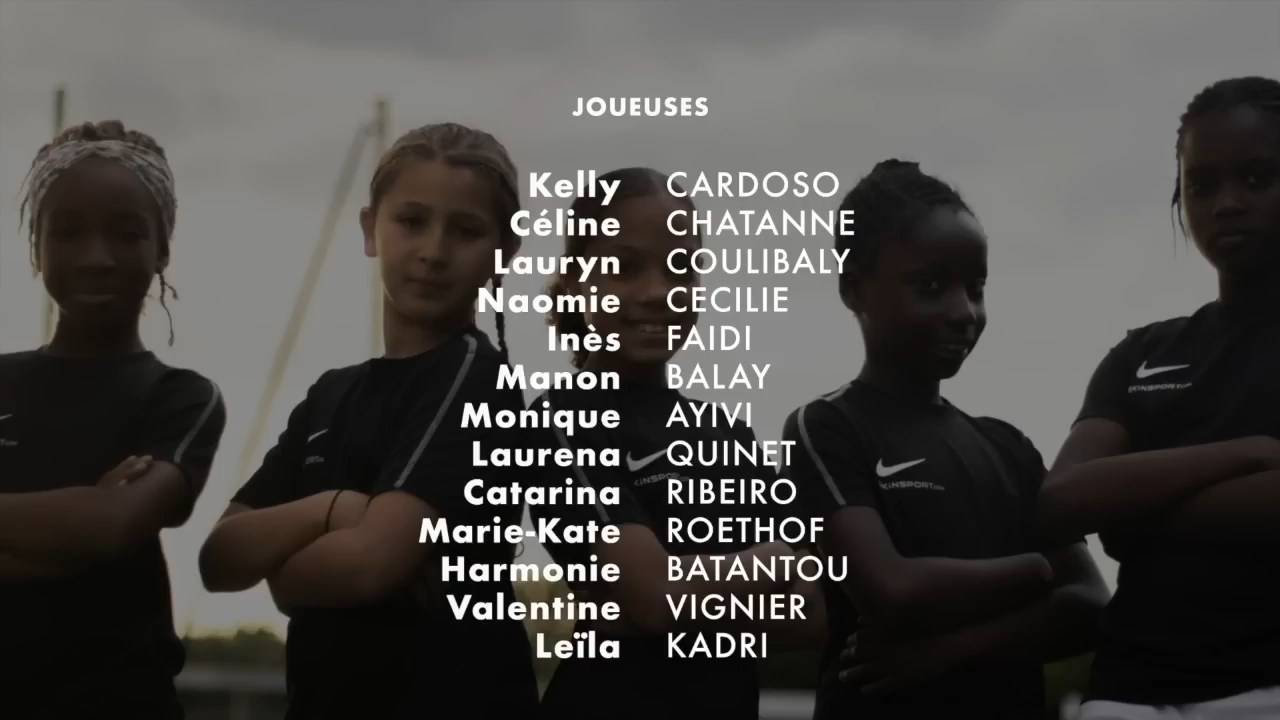 JOUEUSES
Kelly CARDOSO
Céline CHATANNE
Lauryn COULIBALY
Naomie CECILIE
Inès FAIDI
Manon BALAY
Monique AYIVI
Laurena QUINET
Catarina RIBEIRO
Marie-Kate ROETHOF
Harmonie BATANTOU
Valentine VIGNIER
Leïla KADRI
EKINSPORT